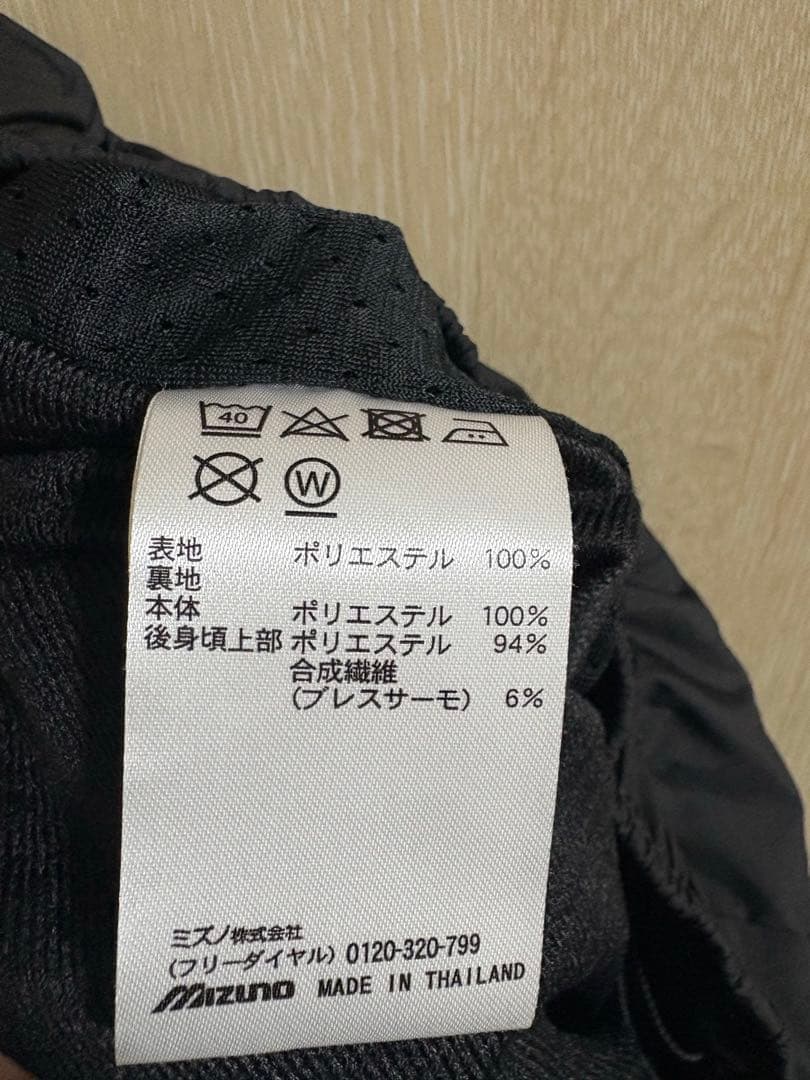 40
W
表地 ポリエステル 100%
裏地
本体 ポリエステル 100%
後身頃上部 ポリエステル 94%
合成繊維
(ブレスサーモ) 6%
ミズノ株式会社
(フリーダイヤル) 0120-320-799
MIZUNO MADE IN THAILAND